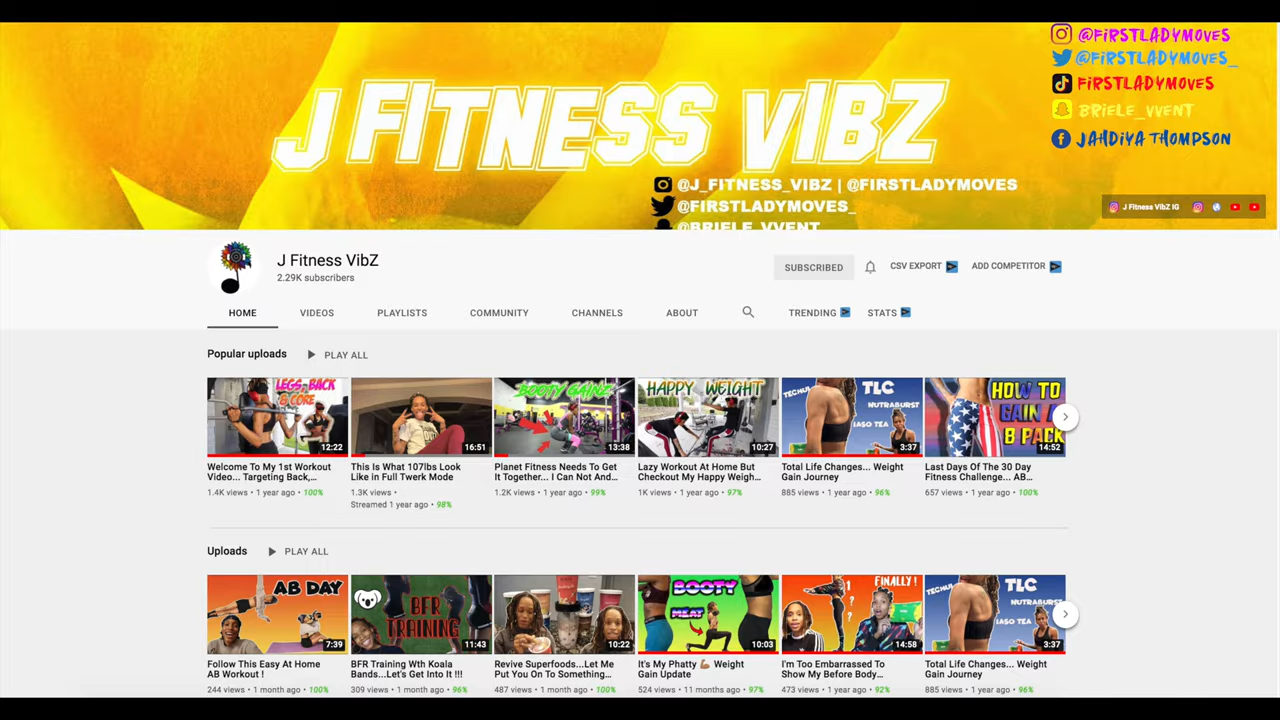 @FIRSTLADYMOVES
@FIRSTLADYMOVES_
FIRSTLADYMOVES
BRIELE_VVENT
JAHDIYA THOMPSON
J FITNESS VIBZ
@J_FITNESS_VIBZ | @FIRSTLADYMOVES
@FIRSTLADYMOVES_
@BRIELE_VVENT
J Fitness VibZ IG
J Fitness VibZ
2.29K subscribers
SUBSCRIBED
CSV EXPORT
ADD COMPETITOR
HOME VIDEOS PLAYLISTS COMMUNITY CHANNELS ABOUT TRENDING STATS
Popular uploads PLAY ALL
LEGS, BACK
& CORE
12:22
16:51
BOOTY GAINZ
13:38
HAPPY WEIGHT
10:27
TECHUI
TLC
NUTRABURST
IASO TEA
3:37
HOW TO
GAIN A
8 PACK
14:52
Welcome To My 1st Workout
Video... Targeting Back,...
1.4K views • 1 year ago • 100%
This Is What 107lbs Look
Like in Full Twerk Mode
1.3K views •
Streamed 1 year ago • 98%
Planet Fitness Needs To Get
It Together... I Can Not And...
1.2K views • 1 year ago • 99%
Lazy Workout At Home But
Checkout My Happy Weigh...
1K views • 1 year ago • 97%
Total Life Changes... Weight
Gain Journey
885 views • 1 year ago • 96%
Last Days Of The 30 Day
Fitness Challenge... AB...
657 views • 1 year ago • 100%
Uploads PLAY ALL
AB DAY
7:39
BFR
TRAINING
11:43
10:22
BOOTY
MEAT
10:03
FINALLY!
1
?
?
14:58
TECHUI
TLC
NUTRABURST
IASO TEA
3:37
Follow This Easy At Home
AB Workout !
244 views • 1 month ago • 100%
BFR Training Wth Koala
Bands...Let's Get Into It !!!
309 views • 1 month ago • 96%
Revive Superfoods...Let Me
Put You On To Something...
487 views • 1 month ago • 100%
It's My Phatty 💪🏽 Weight
Gain Update
524 views • 11 months ago • 97%
I'm Too Embarrassed To
Show My Before Body...
473 views • 1 year ago • 92%
Total Life Changes... Weight
Gain Journey
885 views • 1 year ago • 96%